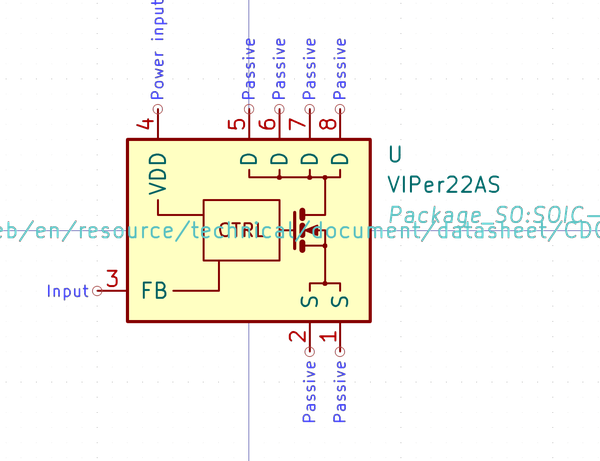 Power input
Passive
Passive
Passive
Passive
4
5
6
7
8
VDD
D
D
D
D
U
VIPer22AS
Package_SO:SOIC-
eb/en/resource/technical/document/datasheet/CD0
CTRL
Input
3
FB
S
S
2
1
Passive
Passive